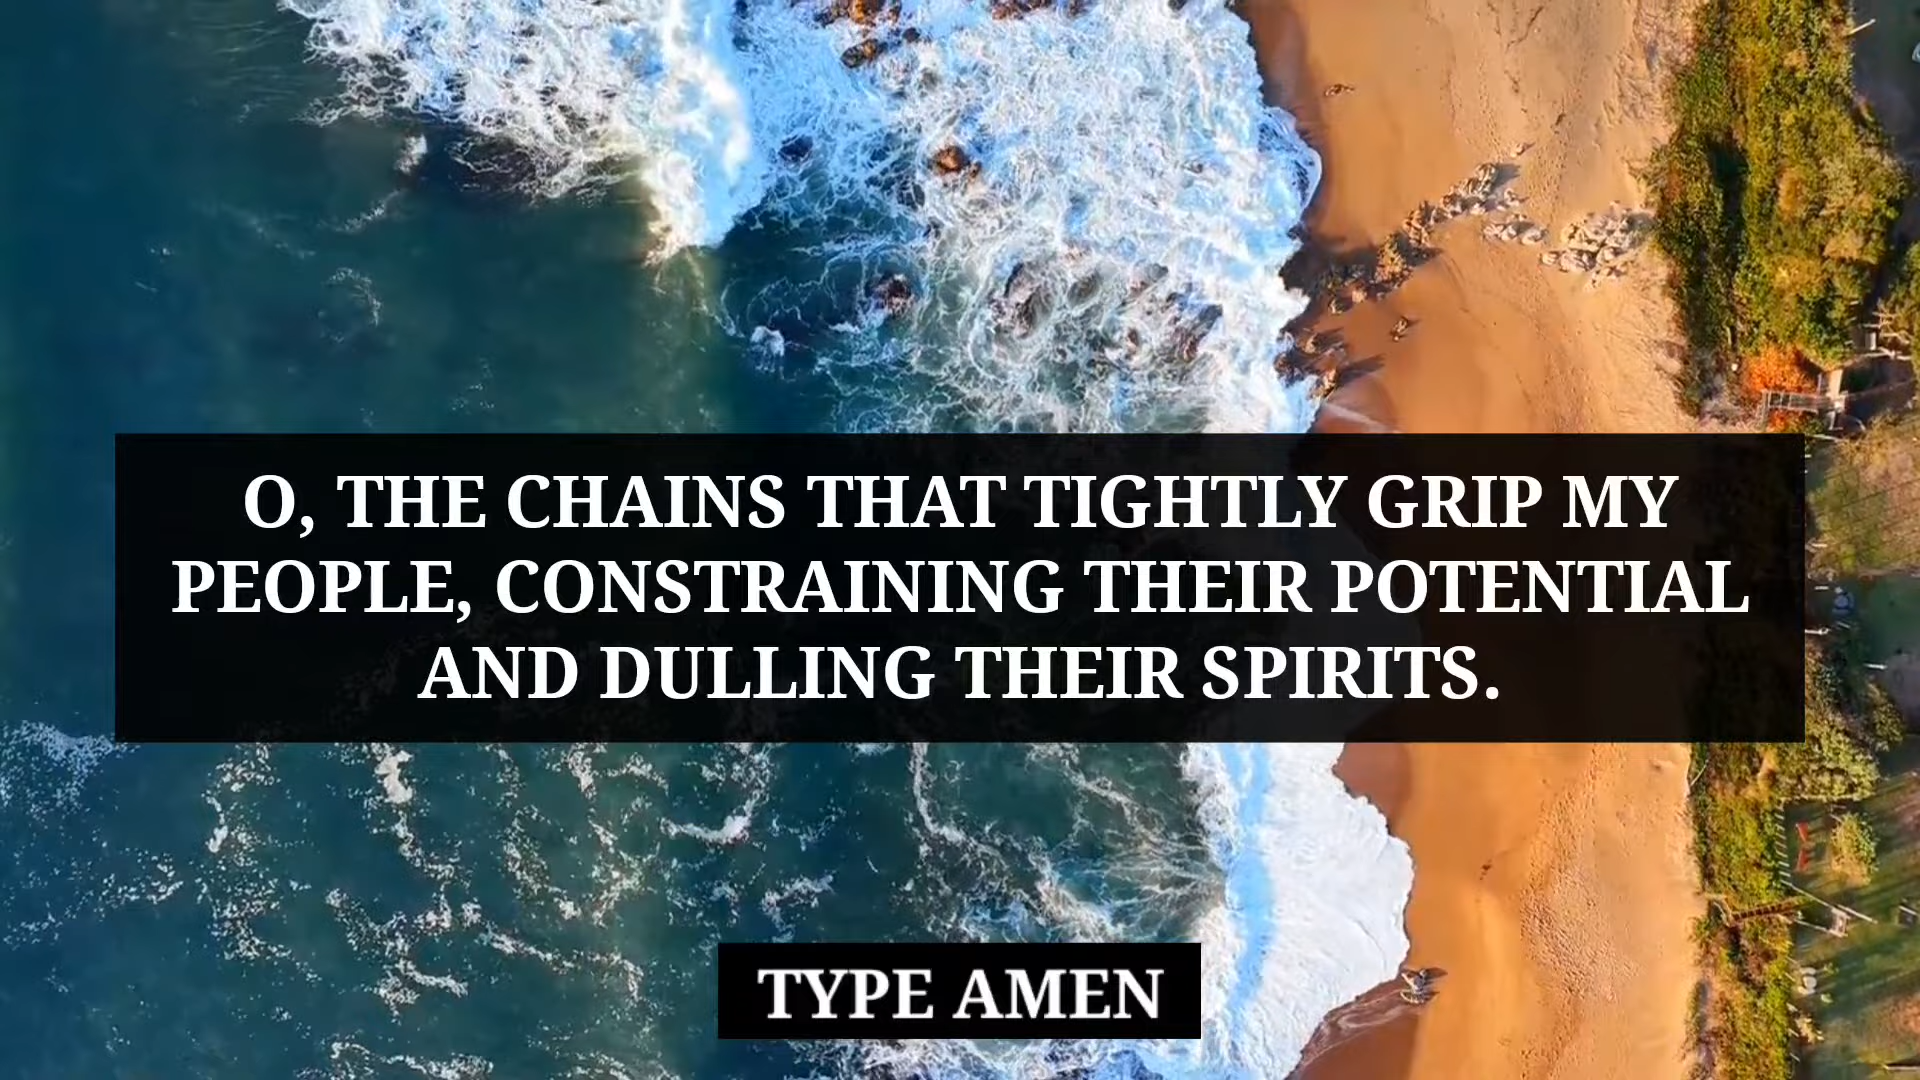 O, THE CHAINS THAT TIGHTLY GRIP MY
PEOPLE, CONSTRAINING THEIR POTENTIAL
AND DULLING THEIR SPIRITS.
TYPE AMEN